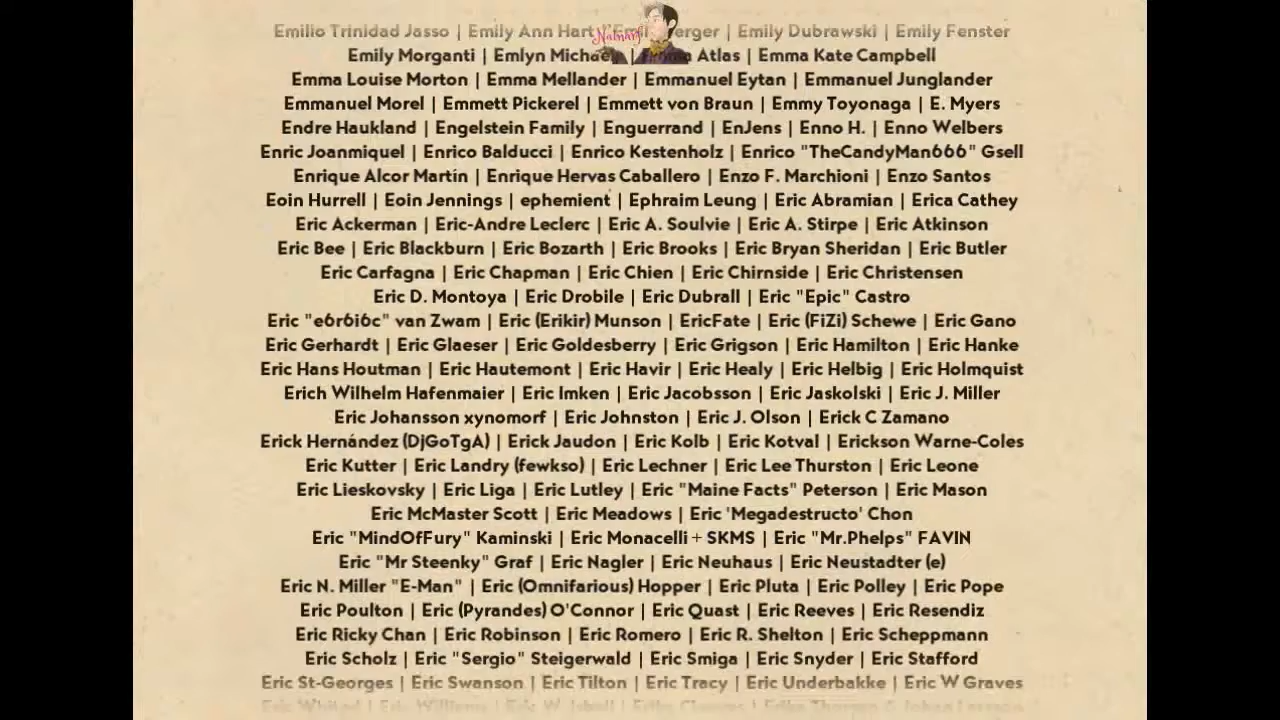 Emilio Trinidad Jasso | Emily Ann Hart | Emily Berger | Emily Dubrawski | Emily Fenster
Natmarf
Emily Morganti | Emlyn Michaels | Emma Atlas | Emma Kate Campbell
Emma Louise Morton | Emma Mellander | Emmanuel Eytan | Emmanuel Junglander
Emmanuel Morel | Emmett Pickerel | Emmett von Braun | Emmy Toyonaga | E. Myers
Endre Haukland | Engelstein Family | Enguerrand | EnJens | Enno H. | Enno Welbers
Enric Joanmiquel | Enrico Balducci | Enrico Kestenholz | Enrico "TheCandyMan666" Gsell
Enrique Alcor Martín | Enrique Hervas Caballero | Enzo F. Marchioni | Enzo Santos
Eoin Hurrell | Eoin Jennings | ephemient | Ephraim Leung | Eric Abramian | Erica Cathey
Eric Ackerman | Eric-Andre Leclerc | Eric A. Soulvie | Eric A. Stirpe | Eric Atkinson
Eric Bee | Eric Blackburn | Eric Bozarth | Eric Brooks | Eric Bryan Sheridan | Eric Butler
Eric Carfagna | Eric Chapman | Eric Chien | Eric Chirnside | Eric Christensen
Eric D. Montoya | Eric Drobile | Eric Dubrall | Eric "Epic" Castro
Eric "e6r6i6c" van Zwam | Eric (Erikir) Munson | EricFate | Eric (FiZi) Schewe | Eric Gano
Eric Gerhardt | Eric Glaeser | Eric Goldesberry | Eric Grigson | Eric Hamilton | Eric Hanke
Eric Hans Houtman | Eric Hautemont | Eric Havir | Eric Healy | Eric Helbig | Eric Holmquist
Erich Wilhelm Hafenmaier | Eric Imken | Eric Jacobsson | Eric Jaskolski | Eric J. Miller
Eric Johansson xynomorf | Eric Johnston | Eric J. Olson | Erick C Zamano
Erick Hernández (DjGoTgA) | Erick Jaudon | Eric Kolb | Eric Kotval | Erickson Warne-Coles
Eric Kutter | Eric Landry (fewkso) | Eric Lechner | Eric Lee Thurston | Eric Leone
Eric Lieskovsky | Eric Liga | Eric Lutley | Eric "Maine Facts" Peterson | Eric Mason
Eric McMaster Scott | Eric Meadows | Eric 'Megadestructo' Chon
Eric "MindOfFury" Kaminski | Eric Monacelli + SKMS | Eric "Mr.Phelps" FAVIN
Eric "Mr Steenky" Graf | Eric Nagler | Eric Neuhaus | Eric Neustadter (e)
Eric N. Miller "E-Man" | Eric (Omnifarious) Hopper | Eric Pluta | Eric Polley | Eric Pope
Eric Poulton | Eric (Pyrandes) O'Connor | Eric Quast | Eric Reeves | Eric Resendiz
Eric Ricky Chan | Eric Robinson | Eric Romero | Eric R. Shelton | Eric Scheppmann
Eric Scholz | Eric "Sergio" Steigerwald | Eric Smiga | Eric Snyder | Eric Stafford
Eric St-Georges | Eric Swanson | Eric Tilton | Eric Tracy | Eric Underbakke | Eric W Graves